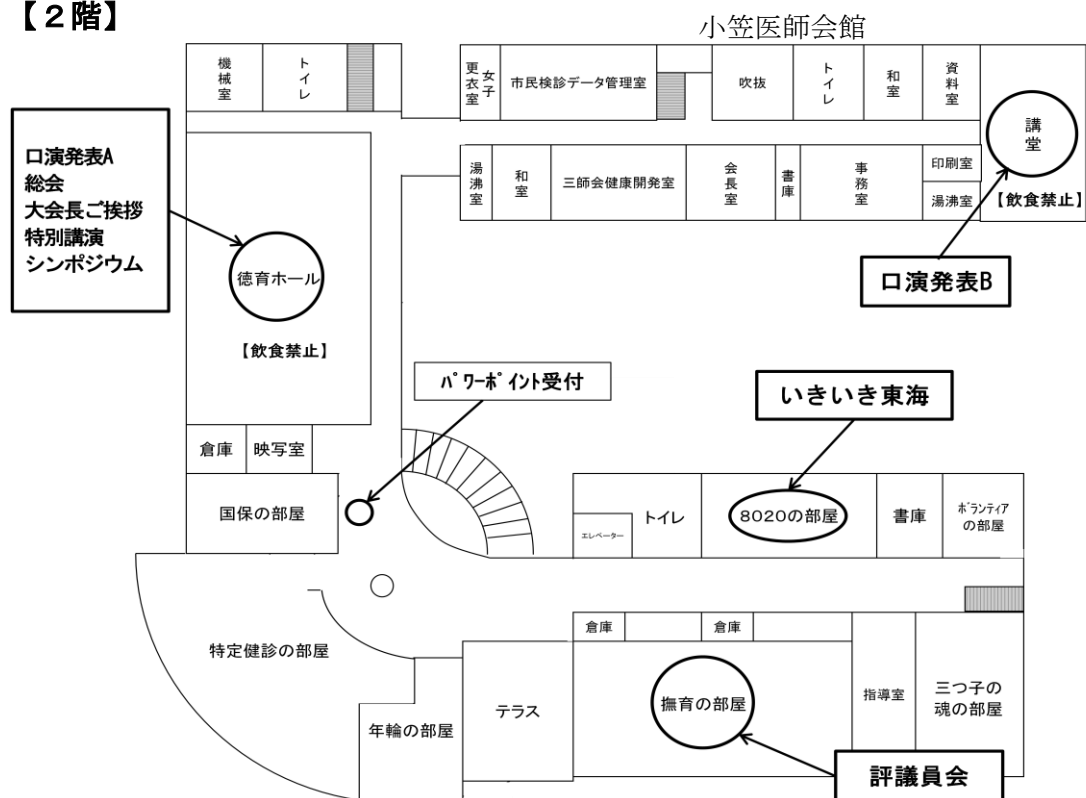 【２階】
小笠医師会館
機械室
トイレ
女子更衣室
市民検診データ管理室
吹抜
トイレ
和室
資料室
講堂
【飲食禁止】
湯沸室
和室
三師会健康開発室
会長室
書庫
事務室
印刷室
湯沸室
口演発表B
口演発表A
総会
大会長ご挨拶
特別講演
シンポジウム
徳育ホール
【飲食禁止】
パワーポイント受付
いきいき東海
倉庫
映写室
国保の部屋
エレベーター
トイレ
8020の部屋
書庫
ボランティア
の部屋
特定健診の部屋
年輪の部屋
テラス
倉庫
倉庫
撫育の部屋
指導室
三つ子の
魂の部屋
評議員会